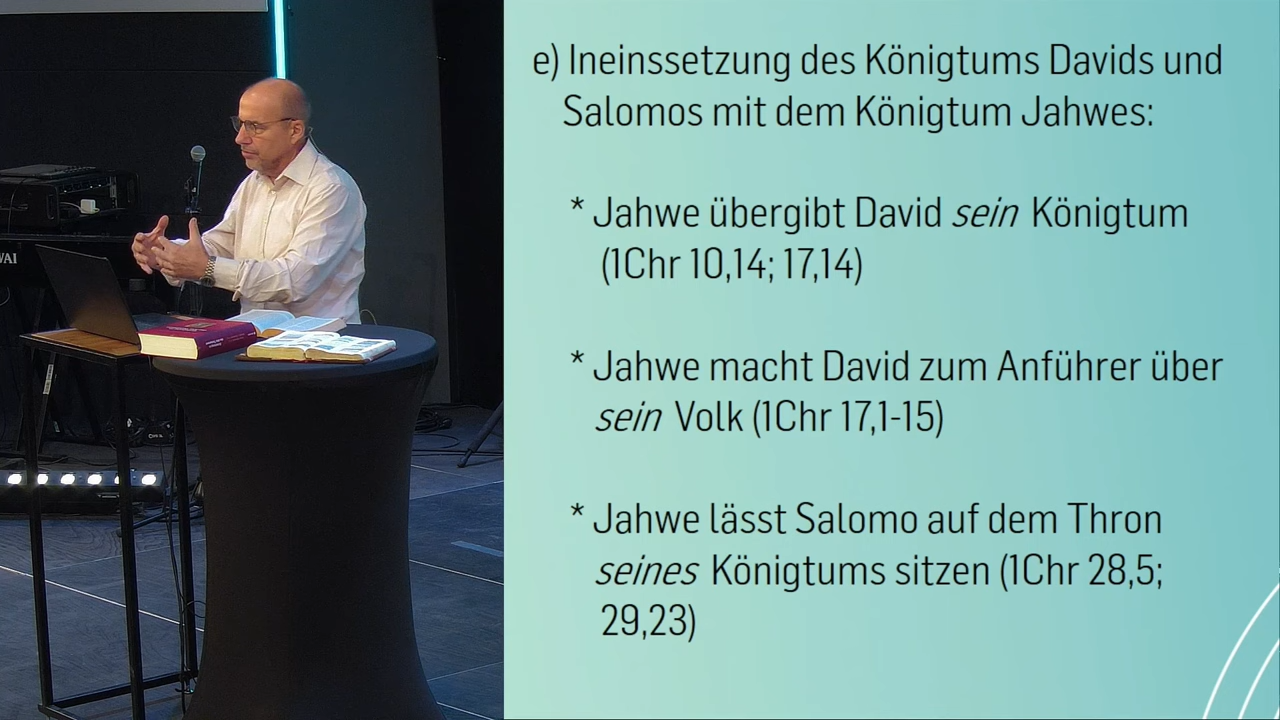 e) Ineinssetzung des Königtums Davids und
Salomos mit dem Königtum Jahwes:
* Jahwe übergibt David sein Königtum
(1Chr 10,14; 17,14)
* Jahwe macht David zum Anführer über
sein Volk (1Chr 17,1-15)
* Jahwe lässt Salomo auf dem Thron
seines Königtums sitzen (1Chr 28,5;
29,23)